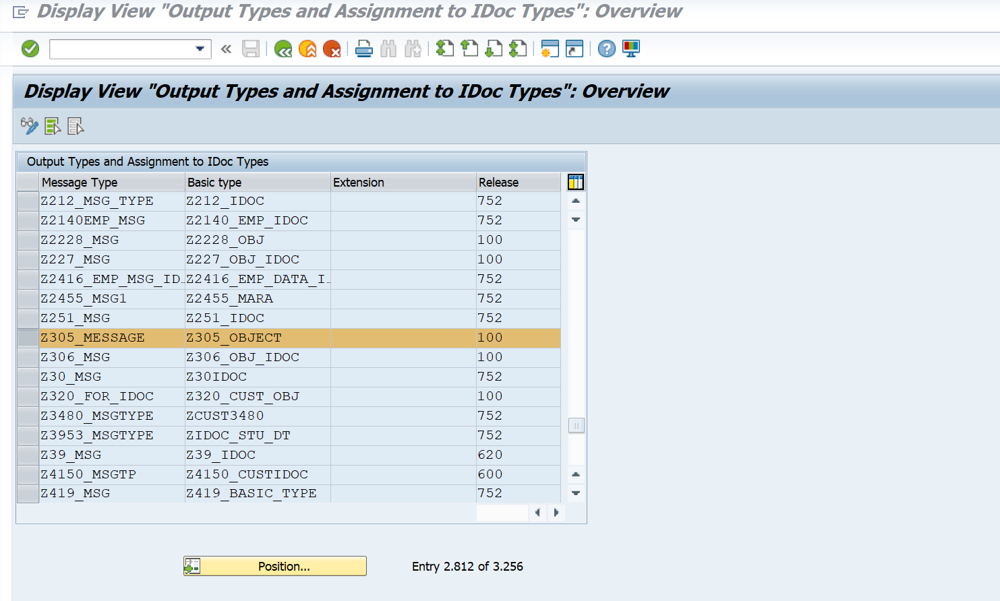 Display View "Output Types and Assignment to IDoc Types": Overview
Display View "Output Types and Assignment to IDoc Types": Overview
Output Types and Assignment to IDoc Types
Message Type Basic type Extension Release
Z212_MSG_TYPE Z212_IDOC 752
Z2140EMP_MSG Z2140_EMP_IDOC 752
Z2228_MSG Z2228_OBJ 100
Z227_MSG Z227_OBJ_IDOC 100
Z2416_EMP_MSG_ID… Z2416_EMP_DATA_I… 752
Z2455_MSG1 Z2455_MARA 752
Z251_MSG Z251_IDOC 752
Z305_MESSAGE Z305_OBJECT 100
Z306_MSG Z306_OBJ_IDOC 100
Z30_MSG Z30IDOC 752
Z320_FOR_IDOC Z320_CUST_OBJ 100
Z3480_MSGTYPE ZCUST3480 752
Z3953_MSGTYPE ZIDOC_STU_DT 752
Z39_MSG Z39_IDOC 620
Z4150_MSGTP Z4150_CUSTIDOC 600
Z419_MSG Z419_BASIC_TYPE 752
Position... Entry 2.812 of 3.256